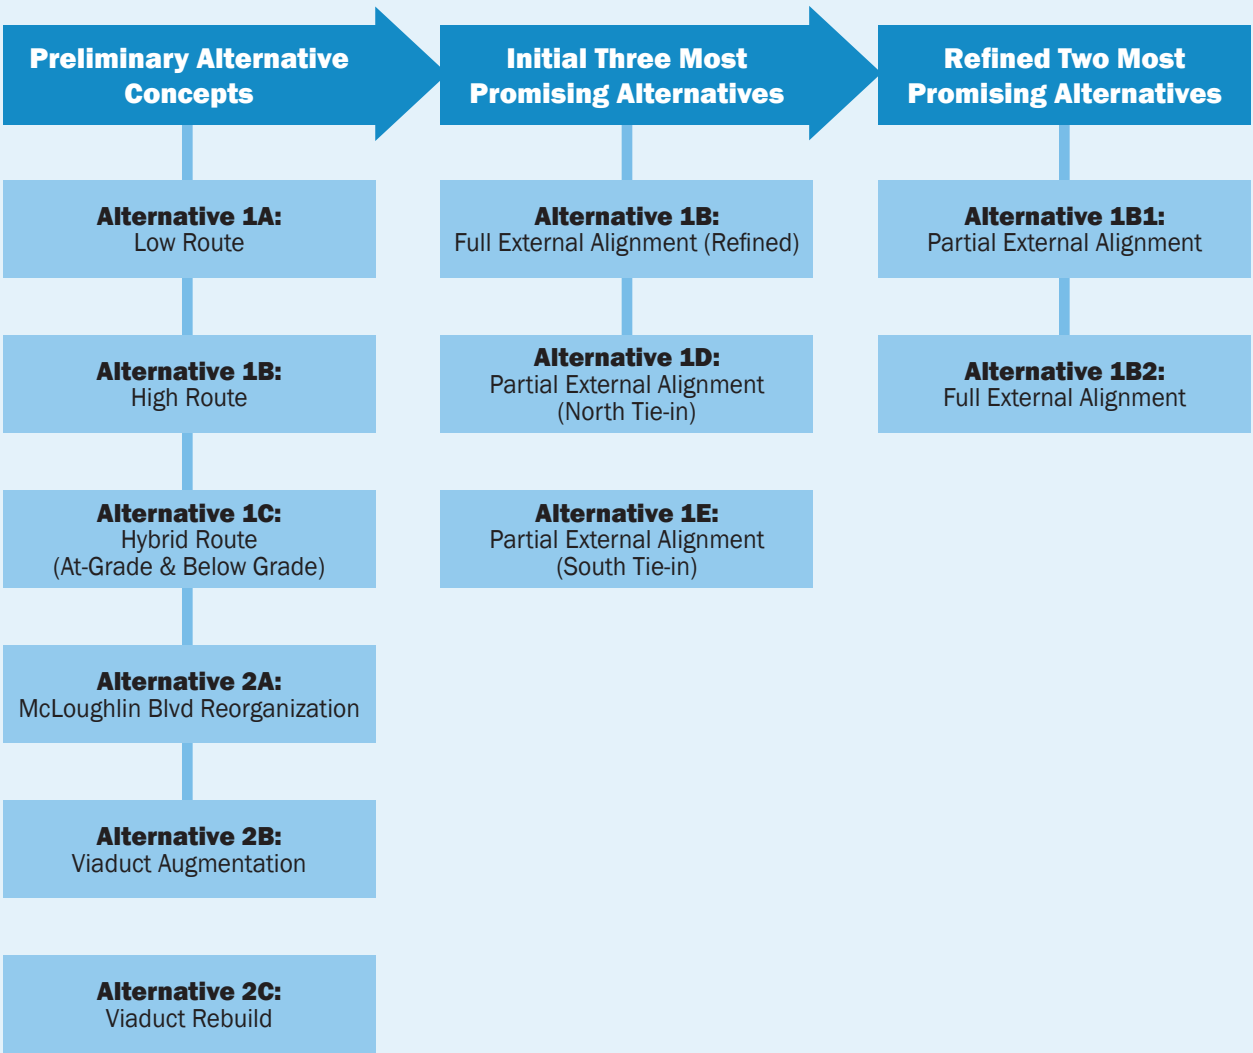 Preliminary Alternative
Concepts
Alternative 1A:
Low Route
Alternative 1B:
High Route
Alternative 1C:
Hybrid Route
(At-Grade & Below Grade)
Alternative 2A:
McLoughlin Blvd Reorganization
Alternative 2B:
Viaduct Augmentation
Alternative 2C:
Viaduct Rebuild
Initial Three Most
Promising Alternatives
Alternative 1B:
Full External Alignment (Refined)
Alternative 1D:
Partial External Alignment
(North Tie-in)
Alternative 1E:
Partial External Alignment
(South Tie-in)
Refined Two Most
Promising Alternatives
Alternative 1B1:
Partial External Alignment
Alternative 1B2:
Full External Alignment